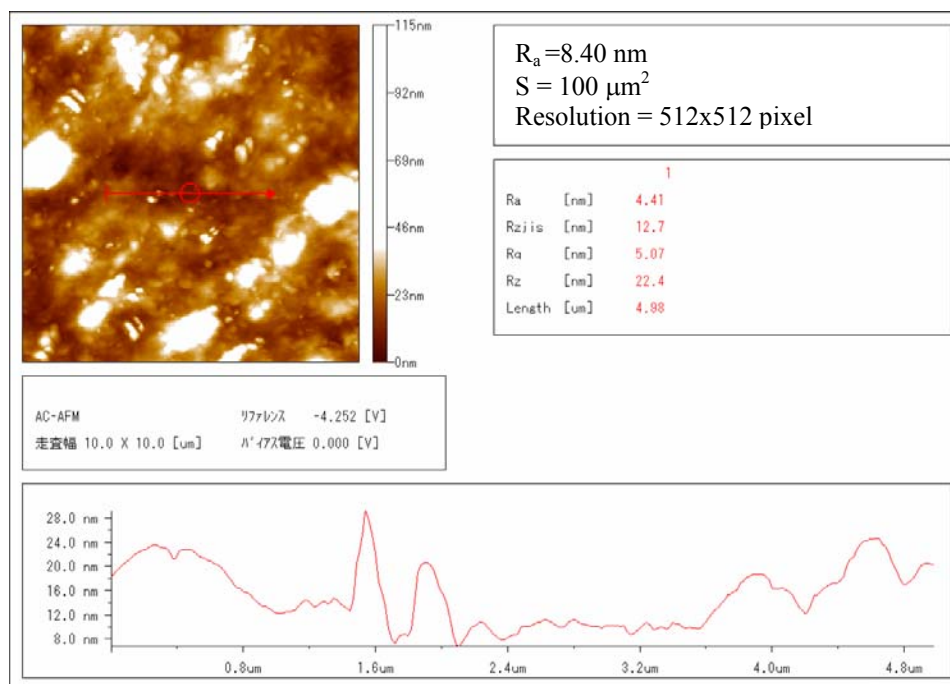 115nm
92nm
69nm
46nm
23nm
0nm
Ra =8.40 nm
S = 100 μm2
Resolution = 512x512 pixel
1
Ra [nm] 4.41
Rzjis [nm] 12.7
Rq [nm] 5.07
Rz [nm] 22.4
Length [um] 4.98
AC-AFM リファレンス -4.252 [V]
走査幅 10.0 X 10.0 [um] バイアス電圧 0.000 [V]
28.0 nm
24.0 nm
20.0 nm
16.0 nm
12.0 nm
8.0 nm
0.8um 1.6um 2.4um 3.2um 4.0um 4.8um